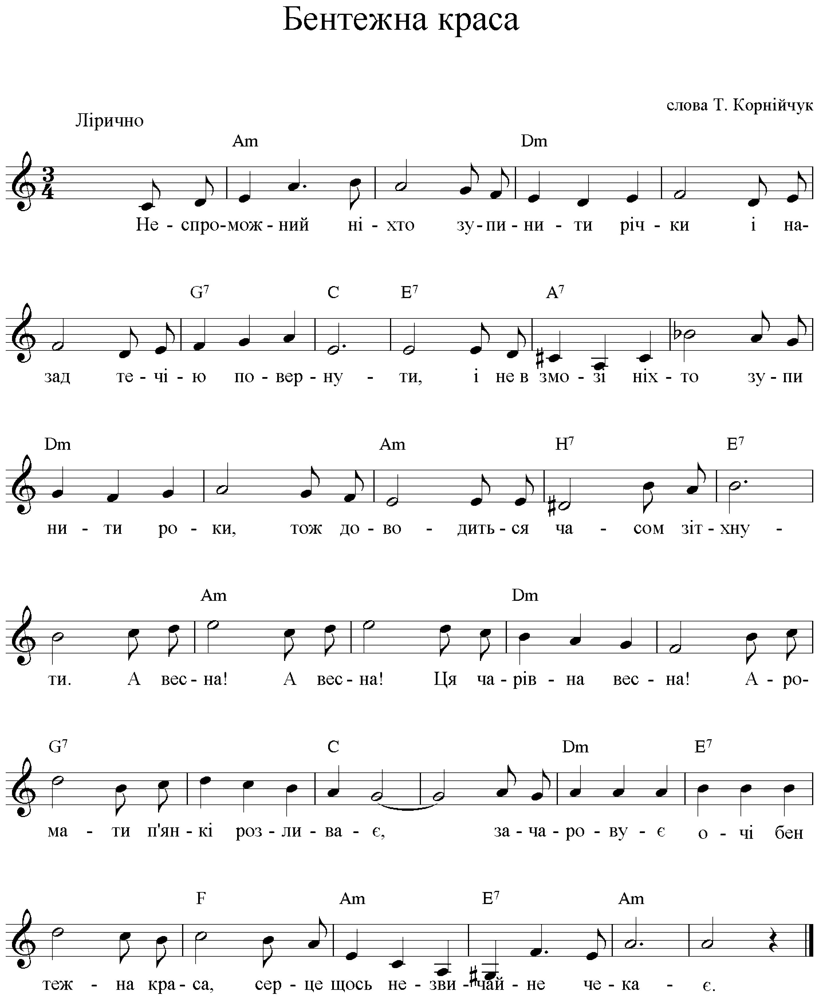 Бентежна краса
слова Т. Корнійчук
Лірично
Am Dm
3
4
Не - спро-мож - ний ні - хто зу - пи - ни - ти річ - ки і на-
G7 C E7 A7
зад те - чі - ю по - вер - ну - ти, і не в змо - зі ніх - то зу - пи
Dm Am H7 E7
ни - ти ро - ки, тож до - во - дить - ся ча - сом зіт - хну -
Am Dm
ти. А вес - на! А вес - на! Ця ча - рів - на вес - на! А - ро-
G7 C Dm E7
ма - ти п'ян - кі роз - ли - ва - є, за - ча - ро - ву - є о - чі бен
F Am E7 Am
теж - на кра - са, сер - це щось не - зви - чай - не че - ка - є.